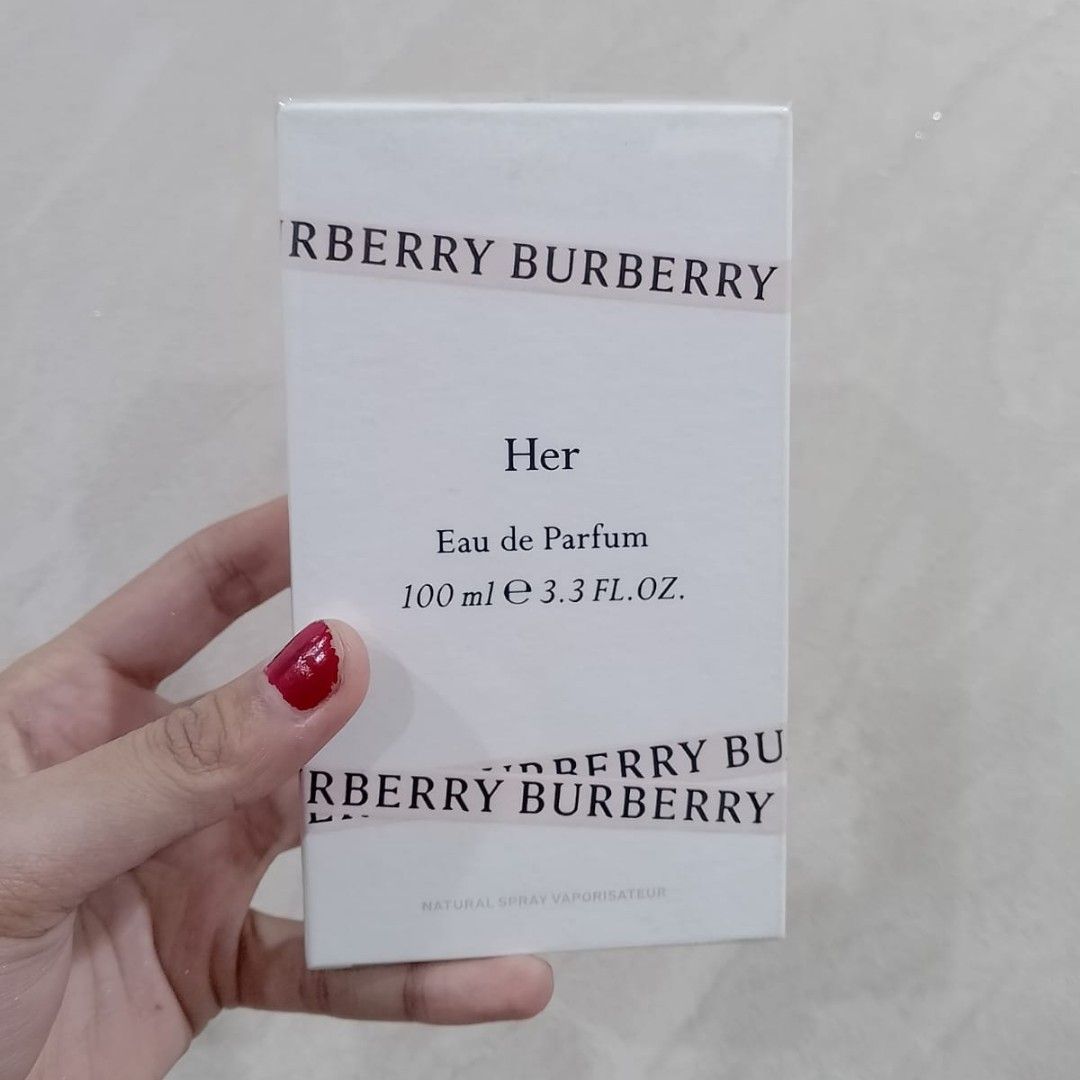 RBERRY BURBERRY
Her
Eau de Parfum
100 ml ℮ 3.3 FL.OZ.
RBERRY BU
RBERRY BURBERRY
NATURAL SPRAY VAPORISATEUR